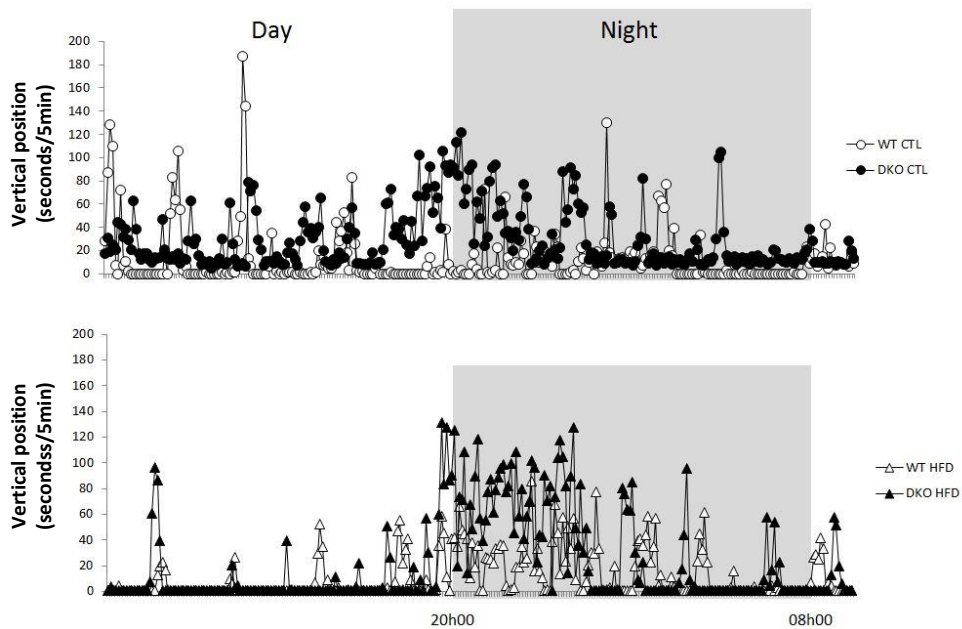 Day
Night
200
180
160
140
120
100
80
60
40
20
0
Vertical position
(seconds/5min)
WT CTL
DKO CTL
200
180
160
140
120
100
80
60
40
20
0
Vertical position
(secondss/5min)
WT HFD
DKO HFD
20h00
08h00